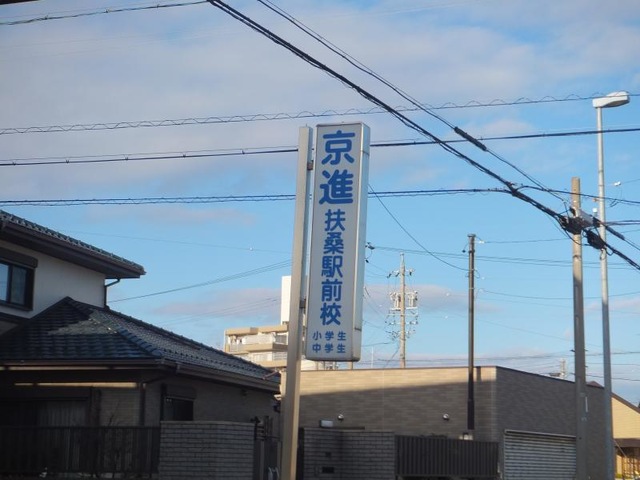 京進
扶桑駅前校
小学生
中学生